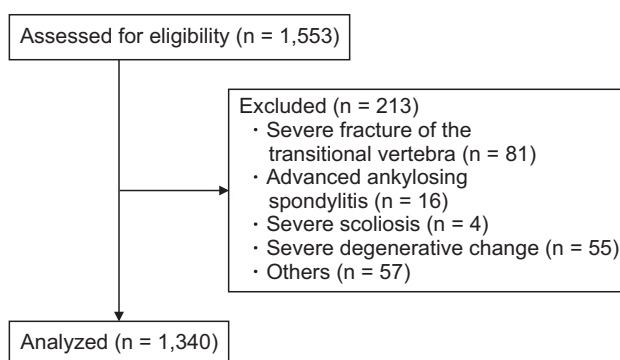 Assessed for eligibility (n = 1,553)
Excluded (n = 213)
· Severe fracture of the
transitional vertebra (n = 81)
· Advanced ankylosing
spondylitis (n = 16)
· Severe scoliosis (n = 4)
· Severe degenerative change (n = 55)
· Others (n = 57)
Analyzed (n = 1,340)